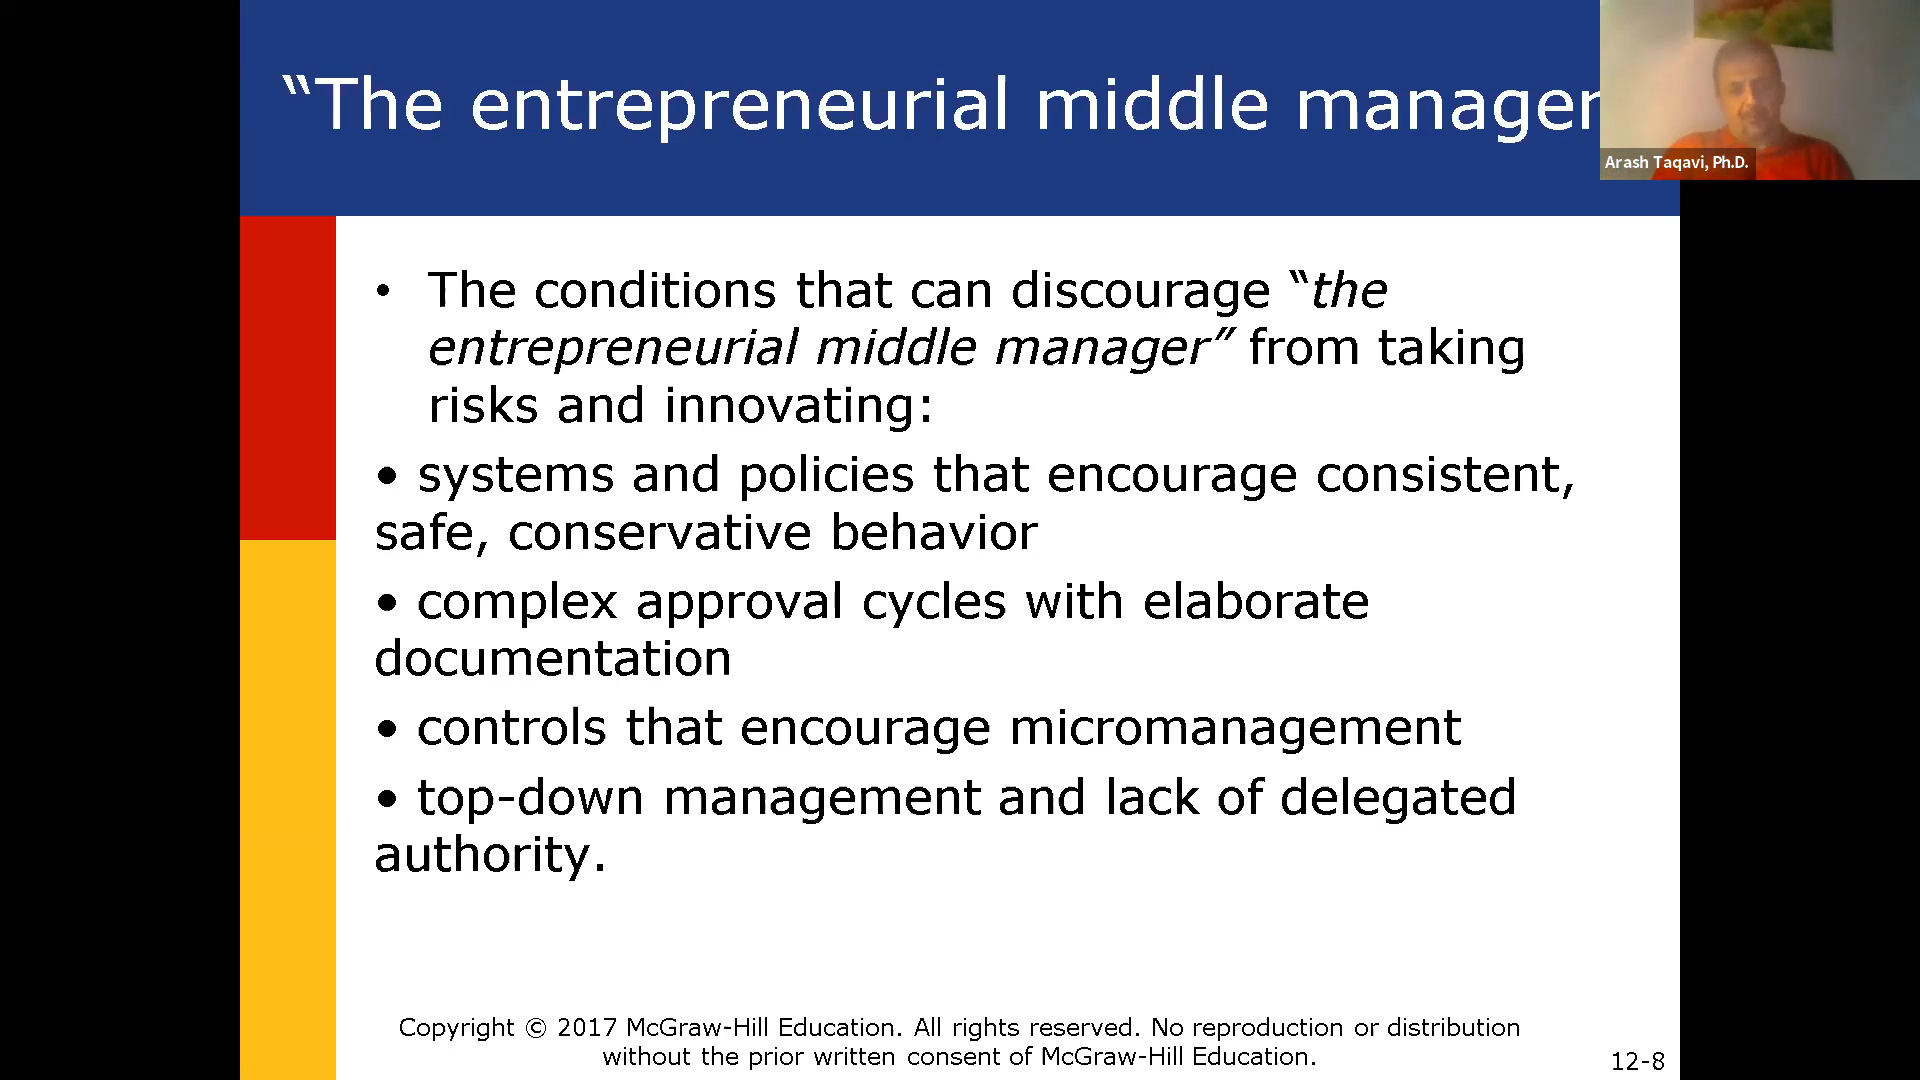 “The entrepreneurial middle manager
Arash Taqavi, Ph.D.
• The conditions that can discourage “the
entrepreneurial middle manager” from taking
risks and innovating:
• systems and policies that encourage consistent,
safe, conservative behavior
• complex approval cycles with elaborate
documentation
• controls that encourage micromanagement
• top-down management and lack of delegated
authority.
Copyright © 2017 McGraw-Hill Education. All rights reserved. No reproduction or distribution
without the prior written consent of McGraw-Hill Education.
12-8